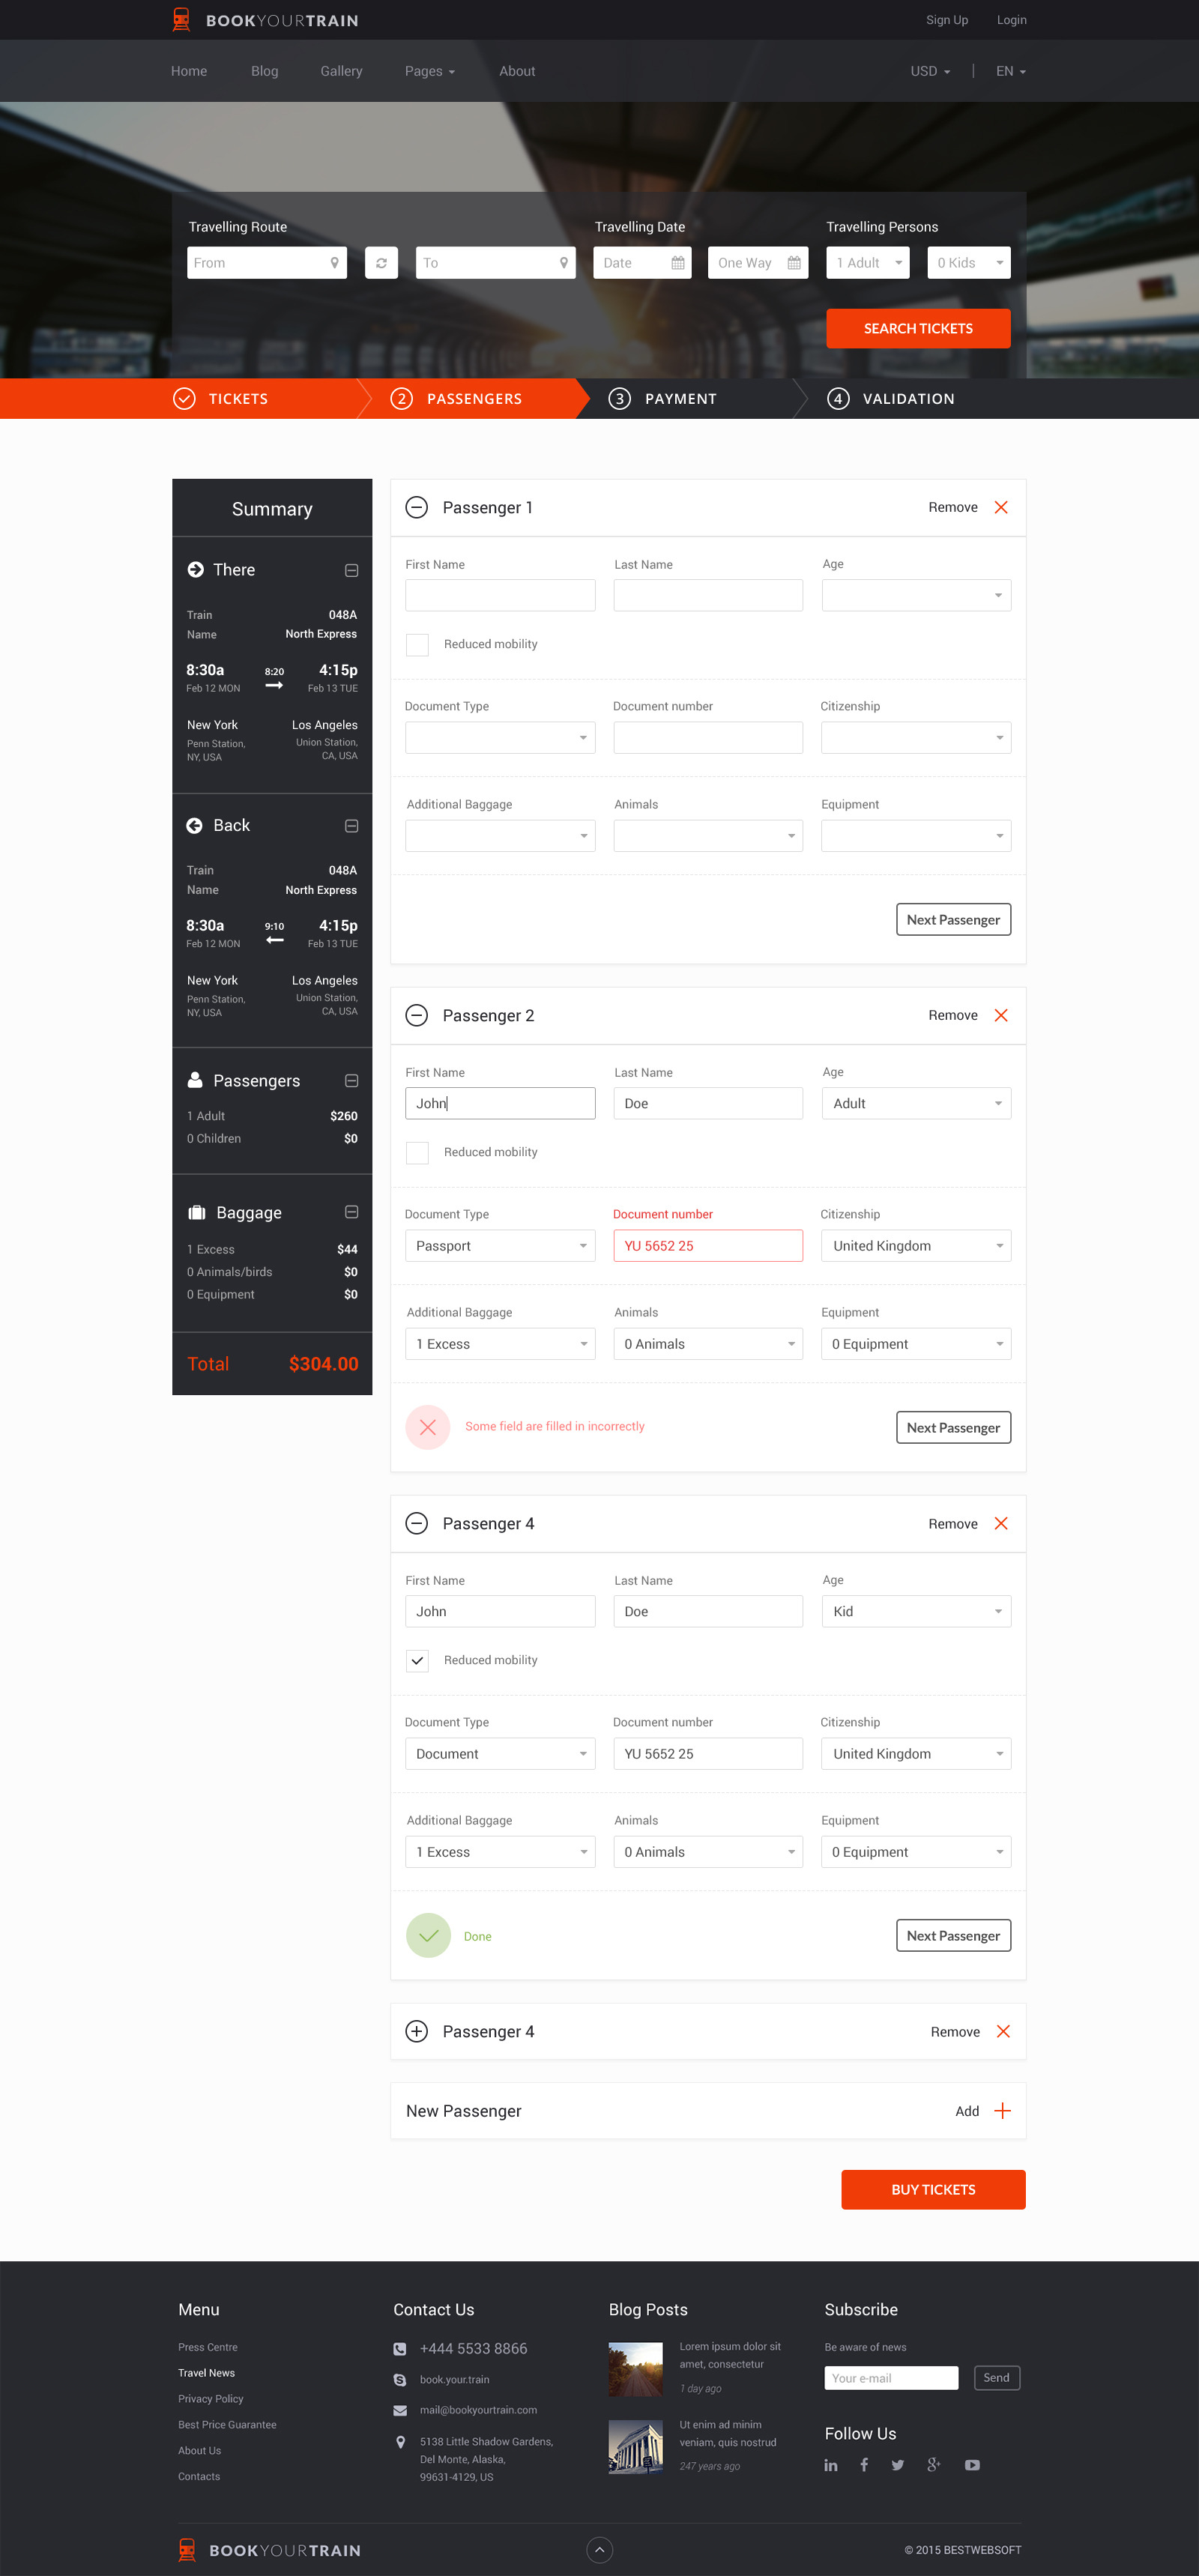 BOOKYOURTRAIN
Sign Up Login
Home Blog Gallery Pages About USD | EN
Travelling Route Travelling Date Travelling Persons
From To Date One Way 1 Adult 0 Kids
SEARCH TICKETS
TICKETS 2 PASSENGERS 3 PAYMENT 4 VALIDATION
Summary
There
Train 048A
Name North Express
8:30a 8:20 4:15p
Feb 12 MON Feb 13 TUE
New York Los Angeles
Penn Station, Union Station,
NY, USA CA, USA
Back
Train 048A
Name North Express
8:30a 9:10 4:15p
Feb 12 MON Feb 13 TUE
New York Los Angeles
Penn Station, Union Station,
NY, USA CA, USA
Passengers
1 Adult $260
0 Children $0
Baggage
1 Excess $44
0 Animals/birds $0
0 Equipment $0
Total $304.00
Passenger 1 Remove
First Name Last Name Age
Reduced mobility
Document Type Document number Citizenship
Additional Baggage Animals Equipment
Next Passenger
Passenger 2 Remove
First Name Last Name Age
John Doe Adult
Reduced mobility
Document Type Document number Citizenship
Passport YU 5652 25 United Kingdom
Additional Baggage Animals Equipment
1 Excess 0 Animals 0 Equipment
Some field are filled in incorrectly Next Passenger
Passenger 4 Remove
First Name Last Name Age
John Doe Kid
Reduced mobility
Document Type Document number Citizenship
Document YU 5652 25 United Kingdom
Additional Baggage Animals Equipment
1 Excess 0 Animals 0 Equipment
Done Next Passenger
Passenger 4 Remove
New Passenger Add
BUY TICKETS
Menu
Press Centre
Travel News
Privacy Policy
Best Price Guarantee
About Us
Contacts
Contact Us
+444 5533 8866
book.your.train
mail@bookyourtrain.com
5138 Little Shadow Gardens,
Del Monte, Alaska,
99631-4129, US
Blog Posts
Lorem ipsum dolor sit
amet, consectetur
1 day ago
Ut enim ad minim
veniam, quis nostrud
247 years ago
Subscribe
Be aware of news
Your e-mail Send
Follow Us
BOOKYOURTRAIN
© 2015 BESTWEBSOFT